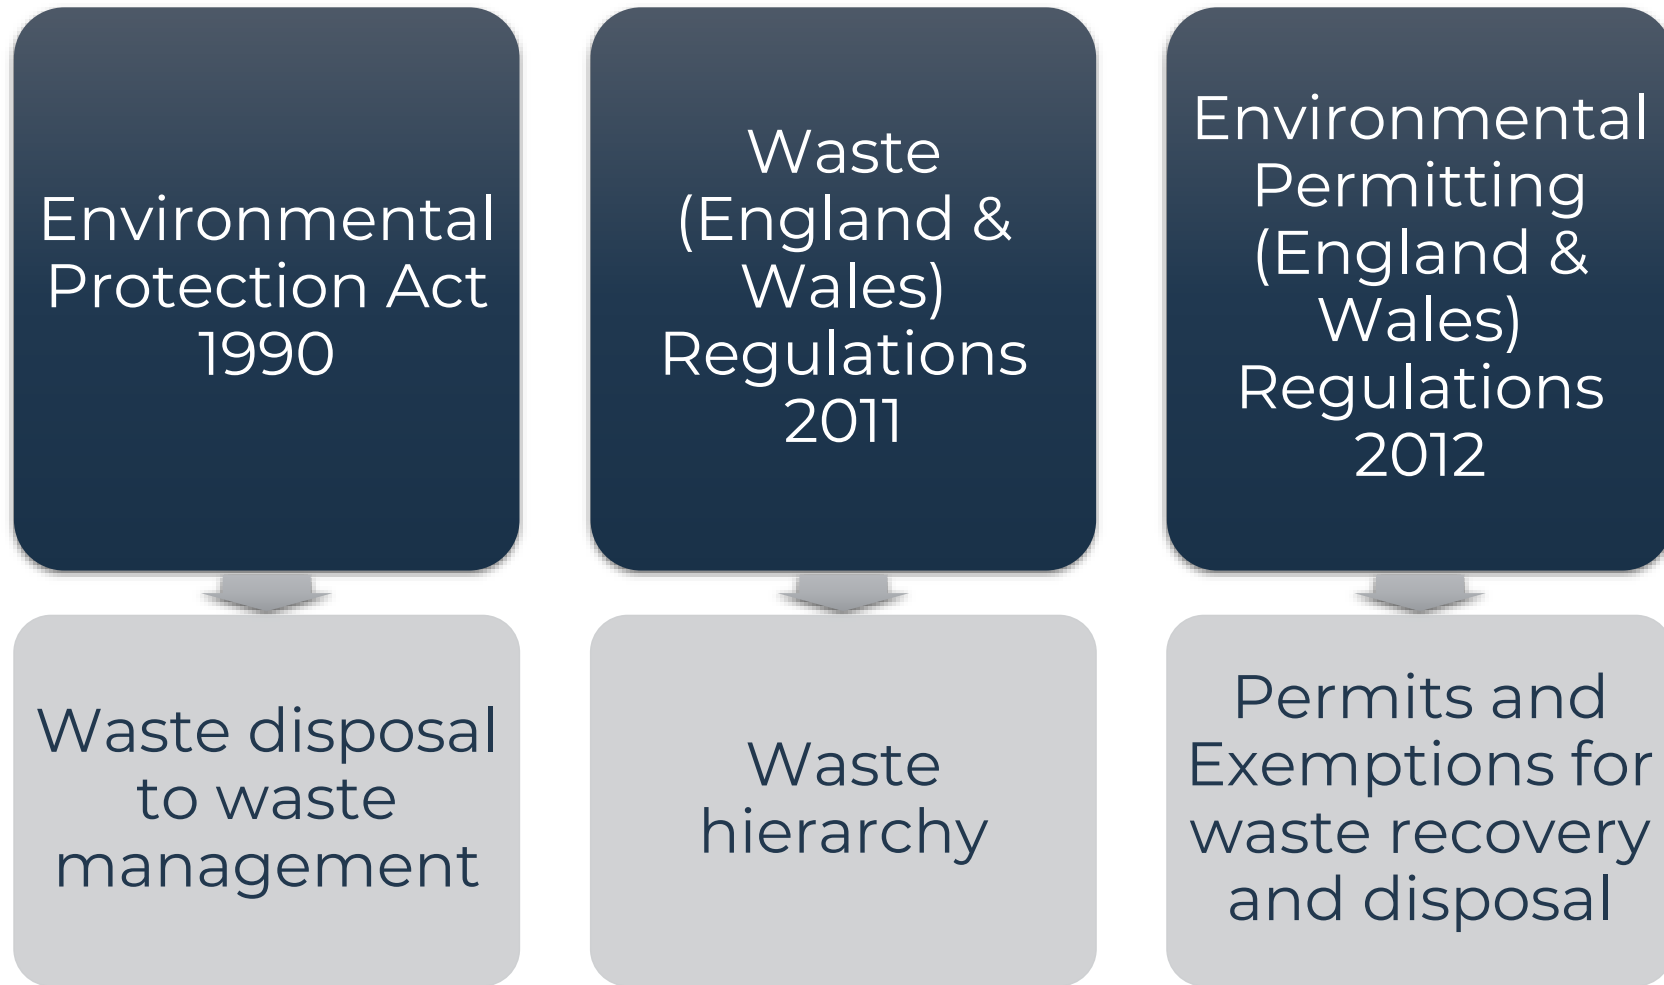 Environmental
Protection Act
1990
Waste disposal
to waste
management
Waste
(England &
Wales)
Regulations
2011
Waste
hierarchy
Environmental
Permitting
(England &
Wales)
Regulations
2012
Permits and
Exemptions for
waste recovery
and disposal